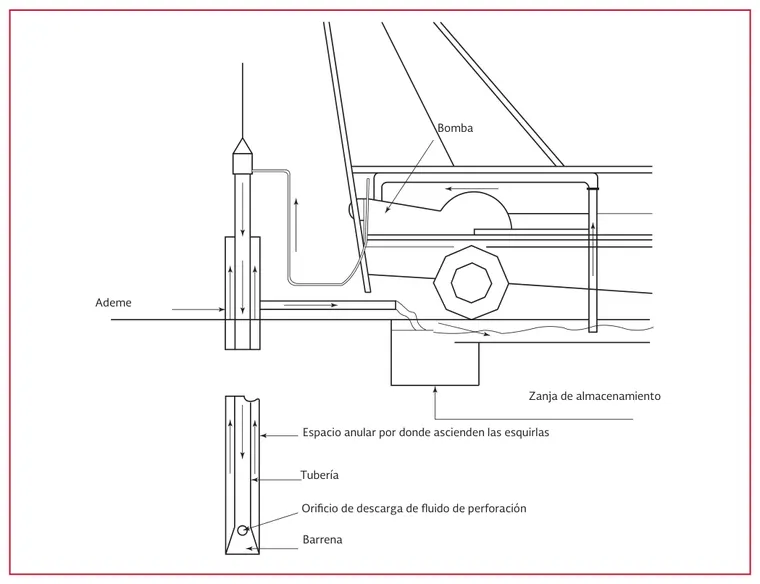 Bomba
Ademe
Zanja de almacenamiento
Espacio anular por donde ascienden las esquirlas
Tubería
Orificio de descarga de fluido de perforación
Barrena